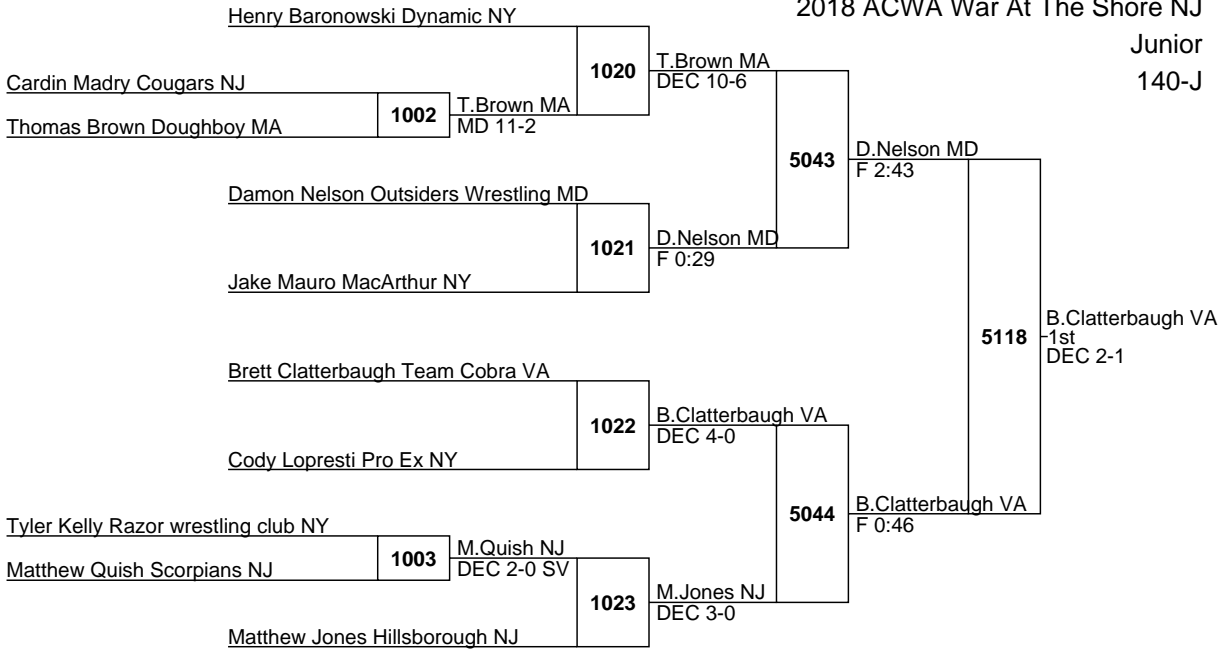 2018 ACWA War At The Shore NJ
Junior
140-J
Henry Baronowski Dynamic NY
1020
T.Brown MA
DEC 10-6
Cardin Madry Cougars NJ
1002
T.Brown MA
MD 11-2
Thomas Brown Doughboy MA
5043
D.Nelson MD
F 2:43
Damon Nelson Outsiders Wrestling MD
1021
D.Nelson MD
F 0:29
Jake Mauro MacArthur NY
5118
B.Clatterbaugh VA
1st
DEC 2-1
Brett Clatterbaugh Team Cobra VA
1022
B.Clatterbaugh VA
DEC 4-0
Cody Lopresti Pro Ex NY
5044
B.Clatterbaugh VA
F 0:46
Tyler Kelly Razor wrestling club NY
1003
M.Quish NJ
DEC 2-0 SV
Matthew Quish Scorpians NJ
1023
M.Jones NJ
DEC 3-0
Matthew Jones Hillsborough NJ